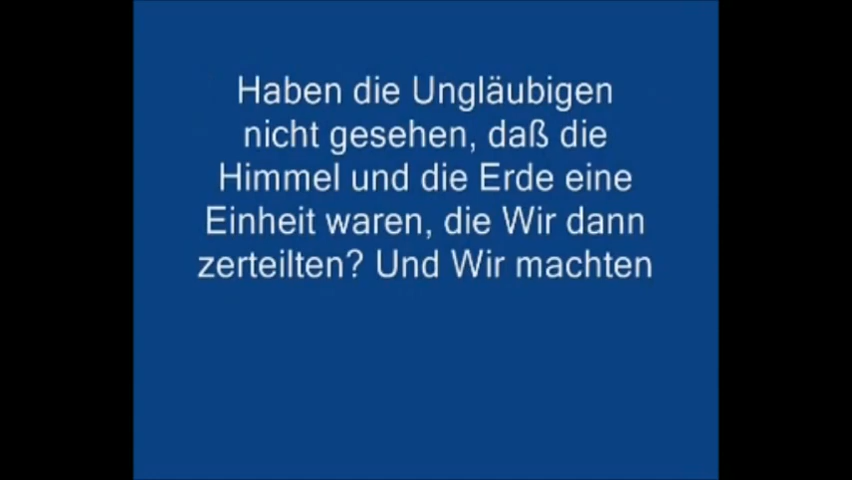 Haben die Ungläubigen
nicht gesehen, daß die
Himmel und die Erde eine
Einheit waren, die Wir dann
zerteilten? Und Wir machten